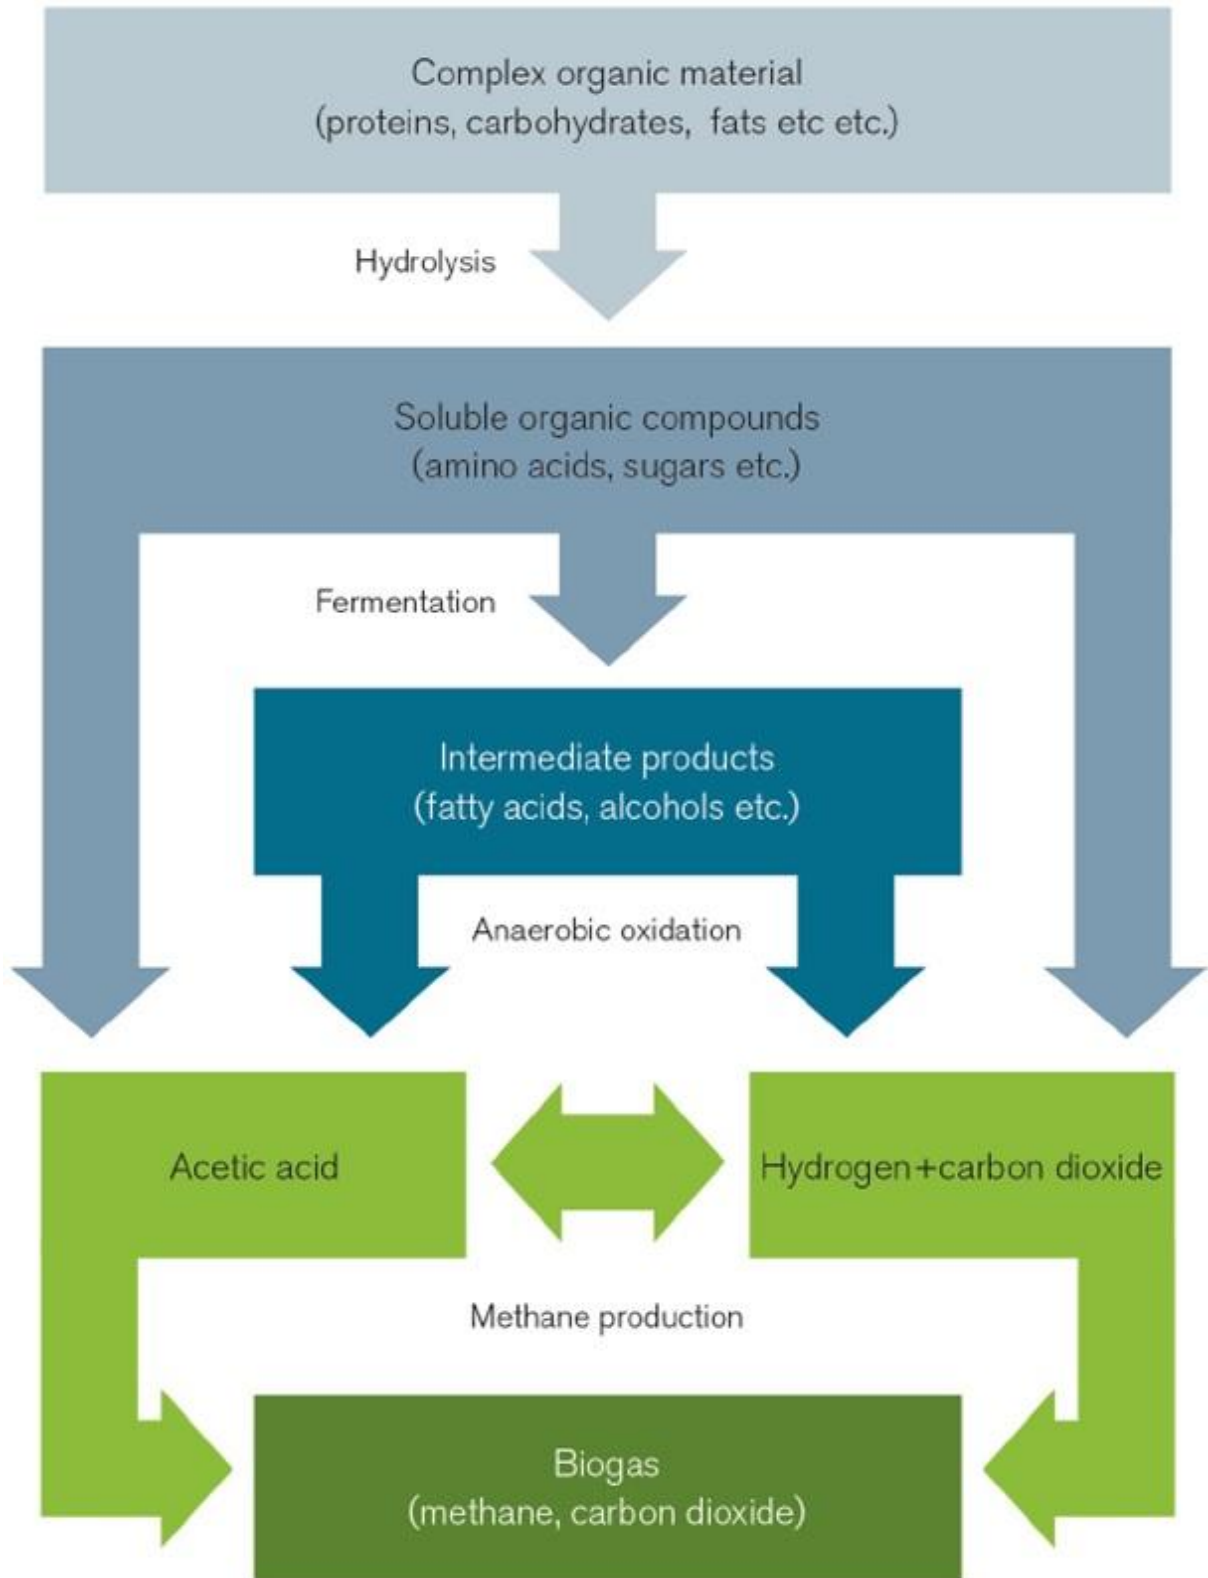 Complex organic material
(proteins, carbohydrates, fats etc etc.)
Hydrolysis
Soluble organic compounds
(amino acids, sugars etc.)
Fermentation
Intermediate products
(fatty acids, alcohols etc.)
Anaerobic oxidation
Acetic acid
Hydrogen+carbon dioxide
Methane production
Biogas
(methane, carbon dioxide)